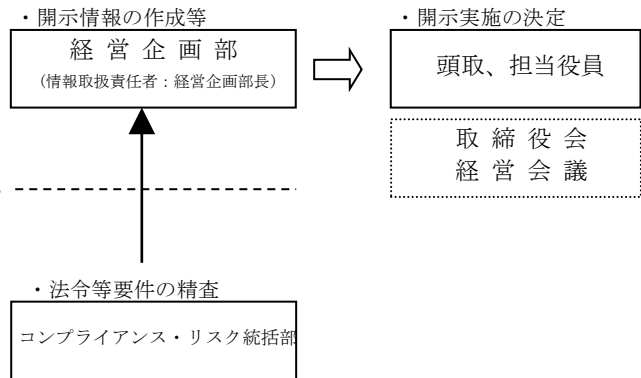 ・開示情報の作成等
経営企画部
(情報取扱責任者：経営企画部長)
・開示実施の決定
頭取、担当役員
取締役会
経営会議
・法令等要件の精査
コンプライアンス・リスク統括部